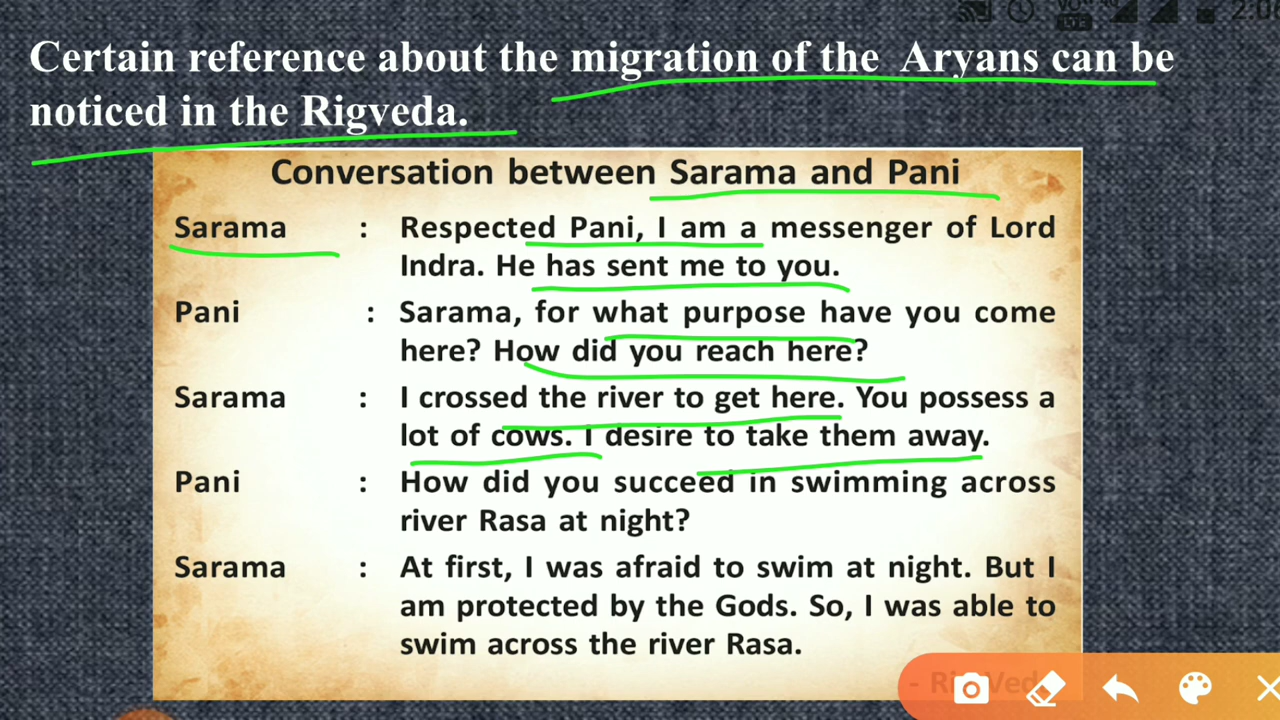 Certain reference about the migration of the Aryans can be
noticed in the Rigveda.
Conversation between Sarama and Pani
Sarama : Respected Pani, I am a messenger of Lord
Indra. He has sent me to you.
Pani : Sarama, for what purpose have you come
here? How did you reach here?
Sarama : I crossed the river to get here. You possess a
lot of cows. I desire to take them away.
Pani : How did you succeed in swimming across
river Rasa at night?
Sarama : At first, I was afraid to swim at night. But I
am protected by the Gods. So, I was able to
swim across the river Rasa.